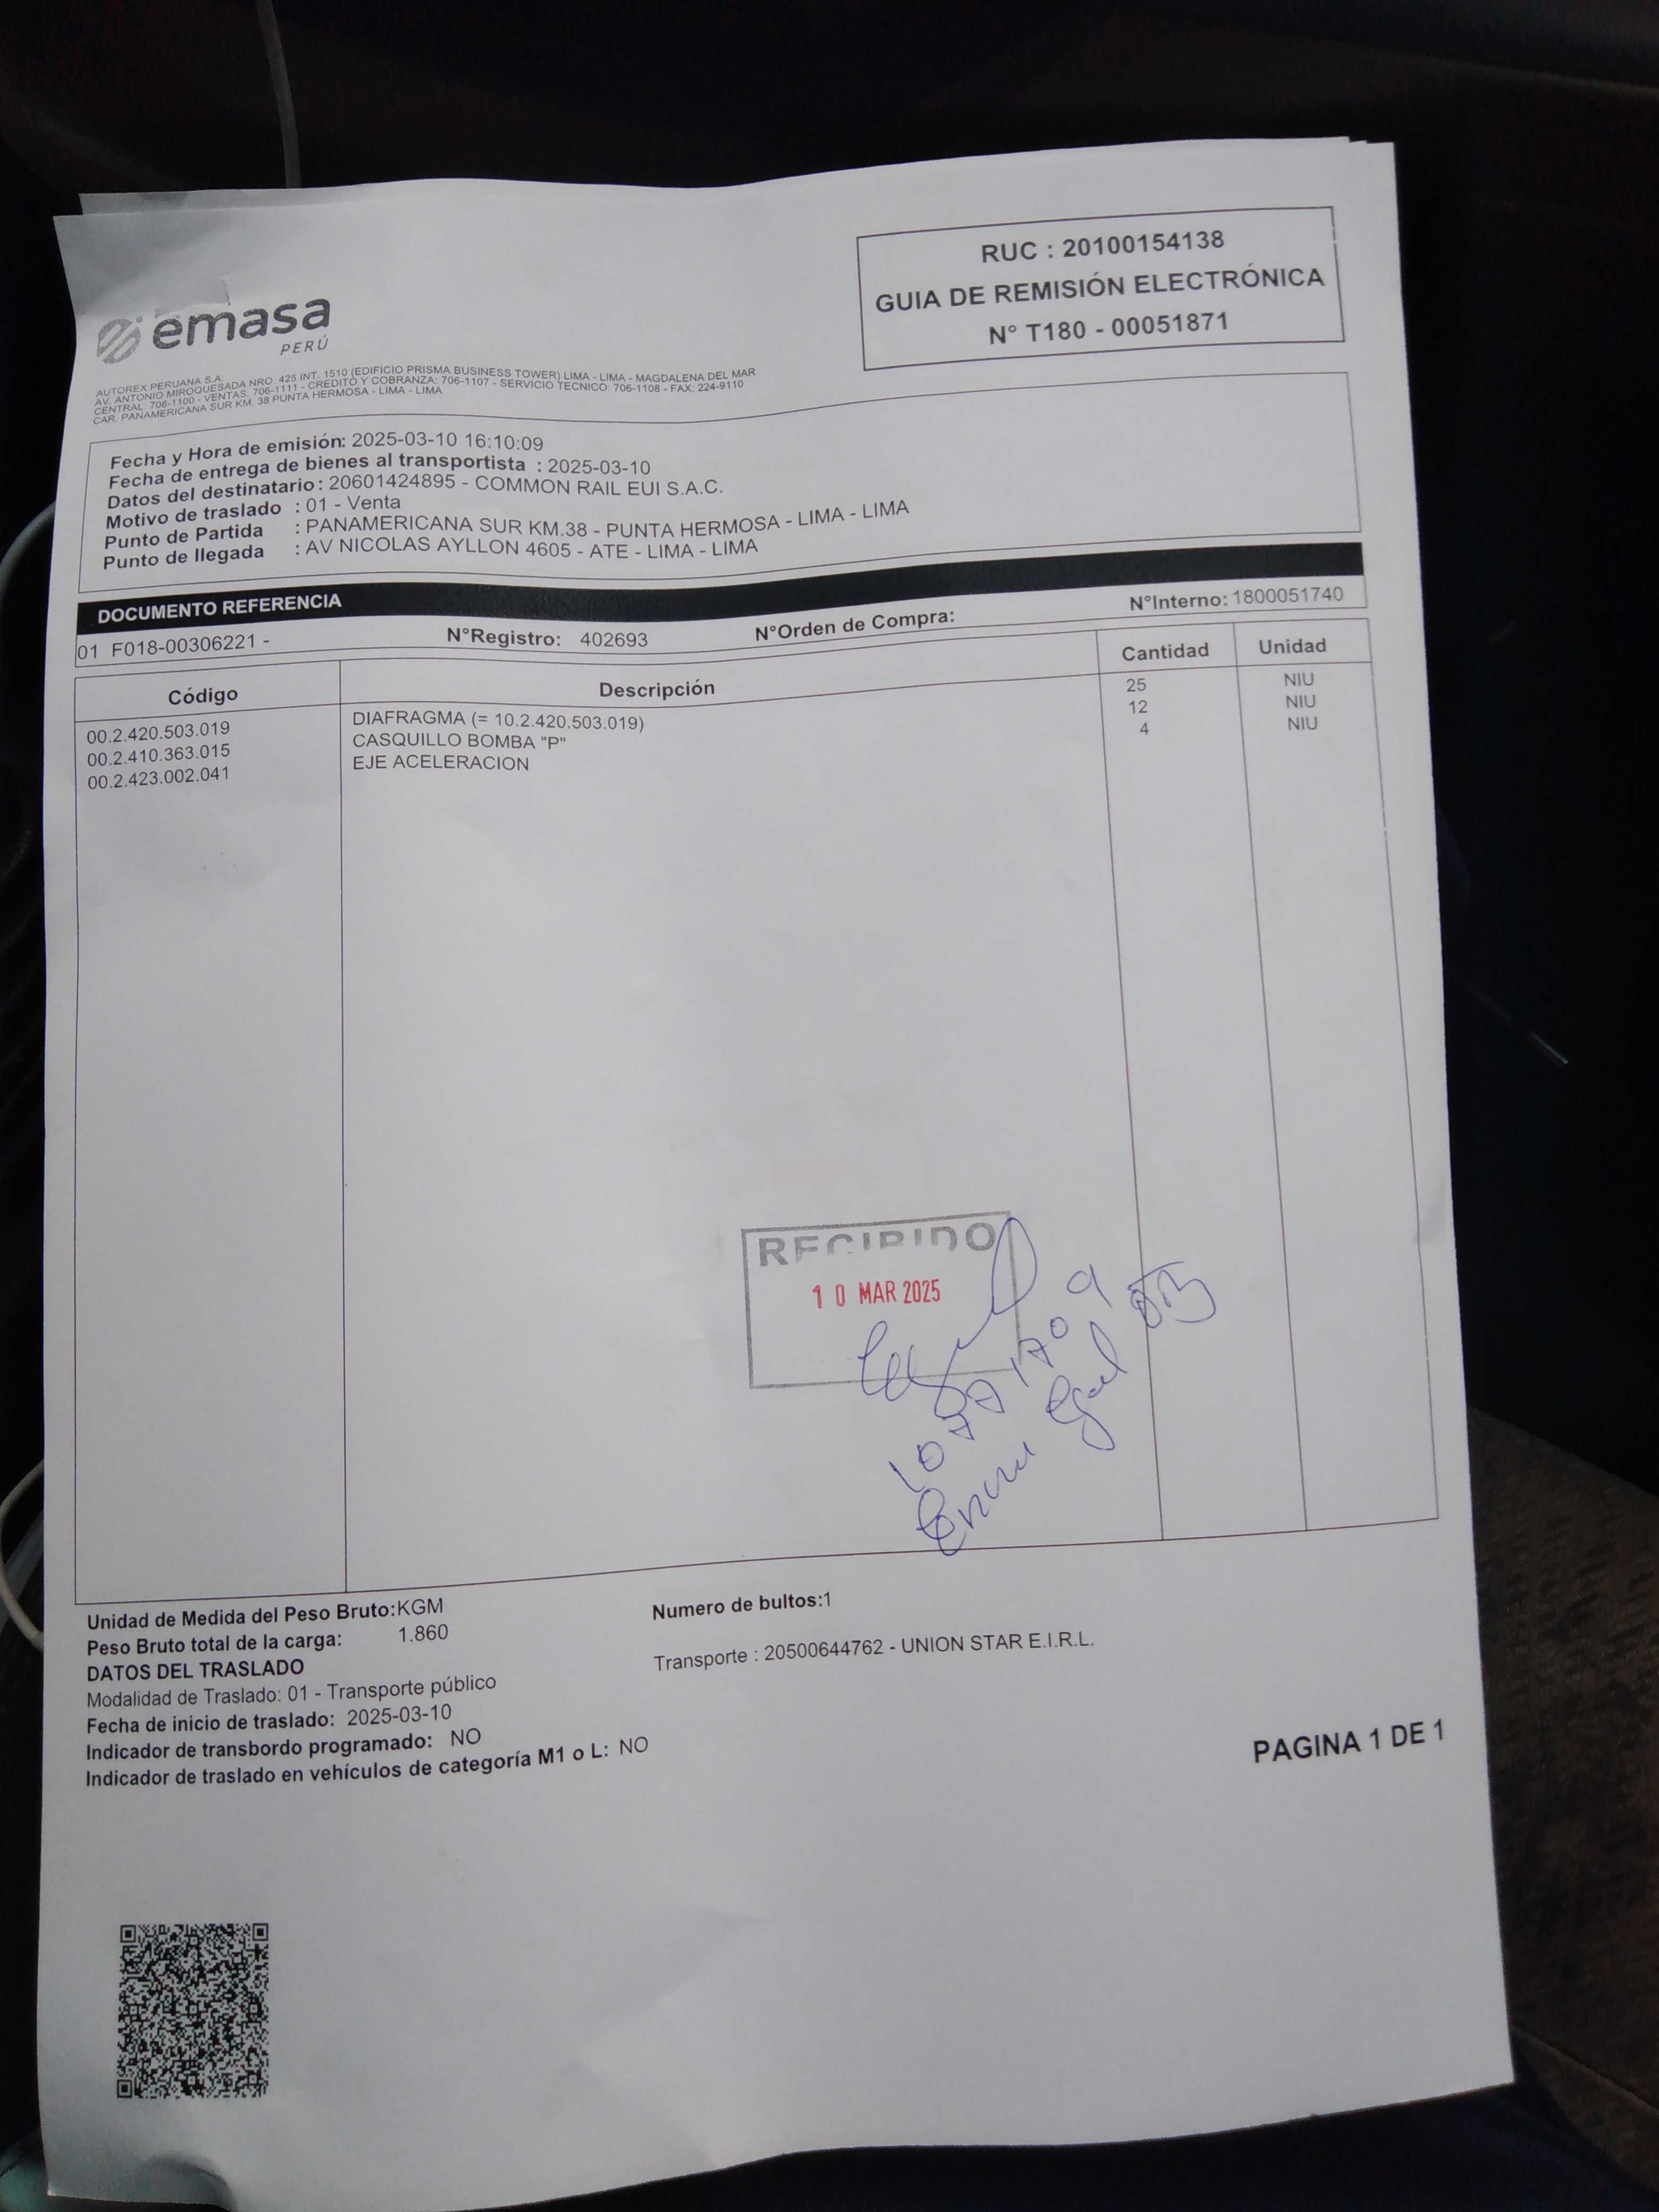 RUC : 20100154138
GUIA DE REMISIÓN ELECTRÓNICA
N° T180 - 00051871
emasa
PERÚ
AUTOREX PERUANA S.A.
AV. ANTONIO MIROQUESADA NRO. 425 INT. 1510 (EDIFICIO PRISMA BUSINESS TOWER) LIMA - LIMA - MAGDALENA DEL MAR
CENTRAL: 706-1100 - VENTAS: 706-1111 - CREDITO Y COBRANZA: 706-1107 - SERVICIO TECNICO: 706-1108 - FAX: 224-9110
CAR. PANAMERICANA SUR KM. 38 PUNTA HERMOSA - LIMA - LIMA
Fecha y Hora de emisión: 2025-03-10 16:10:09
Fecha de entrega de bienes al transportista : 2025-03-10
Datos del destinatario : 20601424895 - COMMON RAIL EUI S.A.C.
Motivo de traslado : 01 - Venta
Punto de Partida : PANAMERICANA SUR KM.38 - PUNTA HERMOSA - LIMA - LIMA
Punto de llegada : AV NICOLAS AYLLON 4605 - ATE - LIMA - LIMA
DOCUMENTO REFERENCIA
01 F018-00306221 - N°Registro: 402693 N°Orden de Compra: N°Interno: 1800051740
Código Descripción Cantidad Unidad
00.2.420.503.019 DIAFRAGMA (= 10.2.420.503.019) 25 NIU
00.2.410.363.015 CASQUILLO BOMBA "P" 12 NIU
00.2.423.002.041 EJE ACELERACION 4 NIU
RECIBIDO
10 MAR 2025
Unidad de Medida del Peso Bruto: KGM Numero de bultos:1
Peso Bruto total de la carga: 1.860
DATOS DEL TRASLADO Transporte : 20500644762 - UNION STAR E.I.R.L.
Modalidad de Traslado: 01 - Transporte público
Fecha de inicio de traslado: 2025-03-10
Indicador de transbordo programado: NO
Indicador de traslado en vehículos de categoría M1 o L: NO
PAGINA 1 DE 1